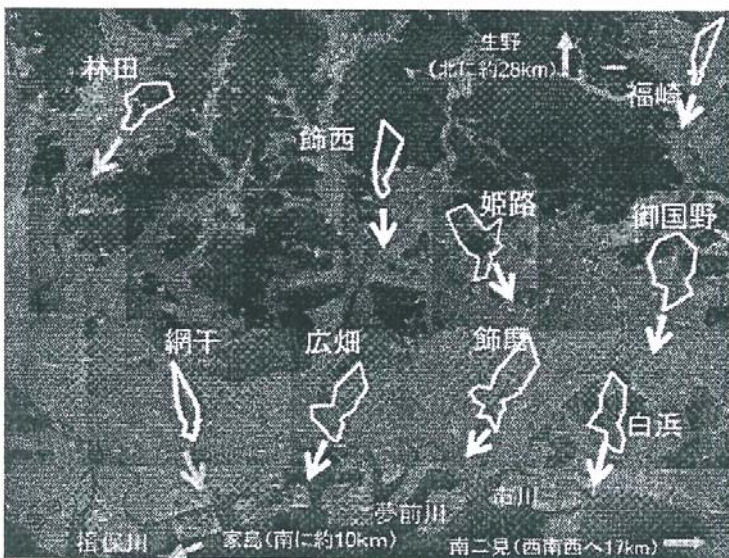 生野
(北に約28km)
林田
福崎
飾西
姫路
御国野
網干
広畑
飾磨
白浜
市川
夢前川
揖保川
家島(南に約10km)
南二見(西南西へ17km)